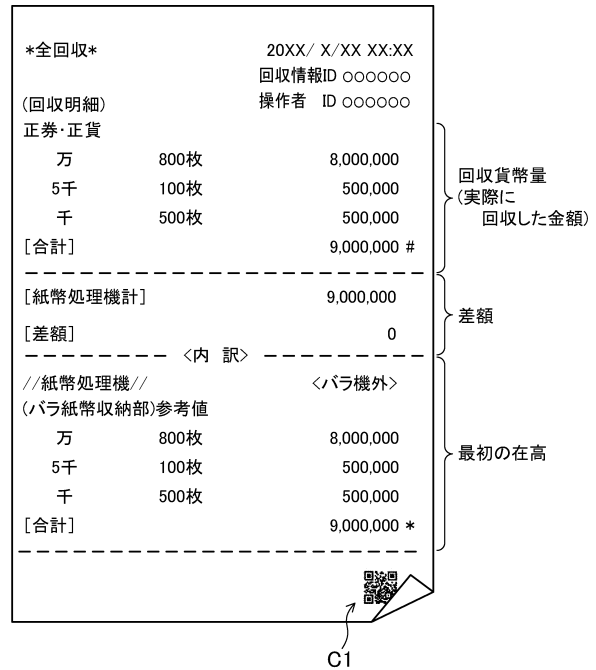 *全回収*　20XX/ X/XX XX:XX
回収情報ID ○○○○○○
(回収明細)　操作者　ID ○○○○○○
正券・正貨
万　800枚　8,000,000
5千　100枚　500,000
千　500枚　500,000
[合計]　9,000,000 #
回収貨幣量
(実際に
回収した金額)
[紙幣処理機計]　9,000,000
[差額]　0
差額
<内　訳>
//紙幣処理機//　<バラ機外>
(バラ紙幣収納部)参考値
万　800枚　8,000,000
5千　100枚　500,000
千　500枚　500,000
[合計]　9,000,000 *
最初の在高
C1